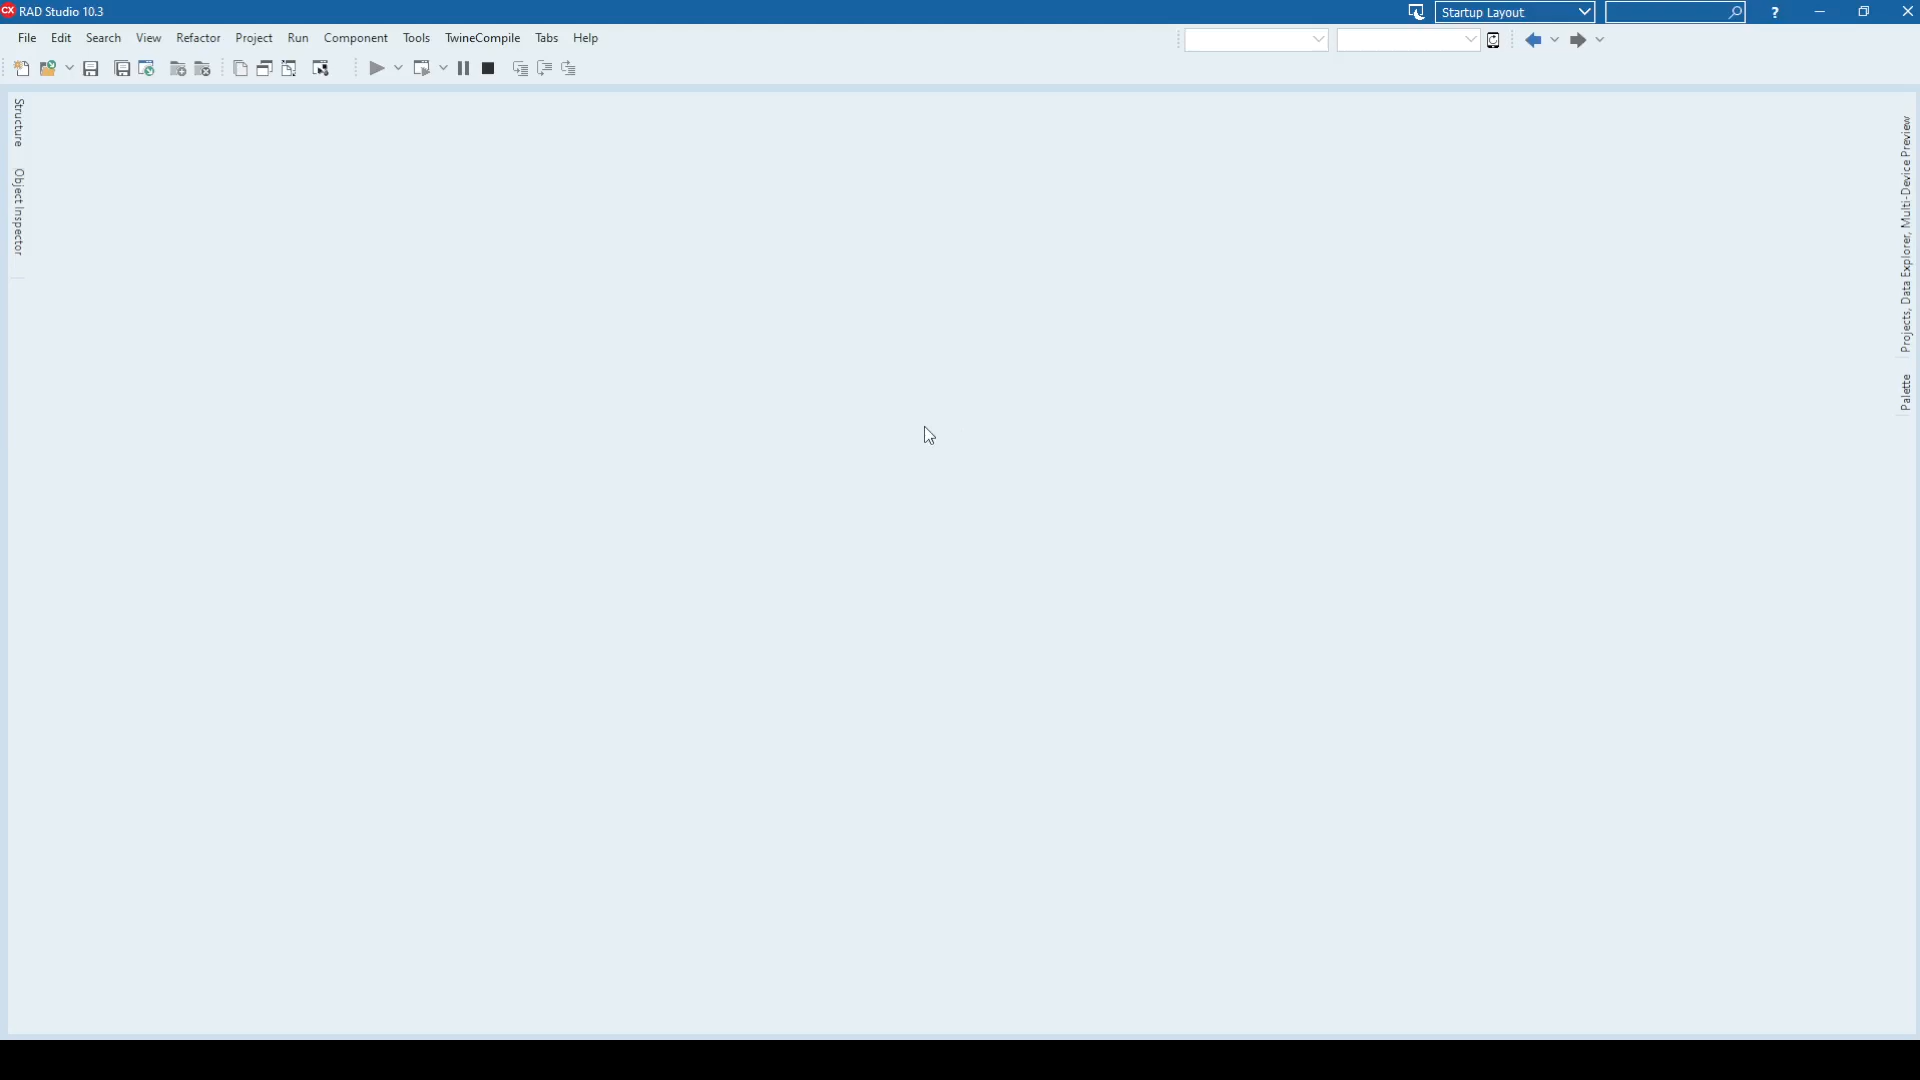 CX RAD Studio 10.3
Startup Layout
?
File Edit Search View Refactor Project Run Component Tools TwineCompile Tabs Help
Structure
Object Inspector
Projects, Data Explorer, Multi-Device Preview
Palette